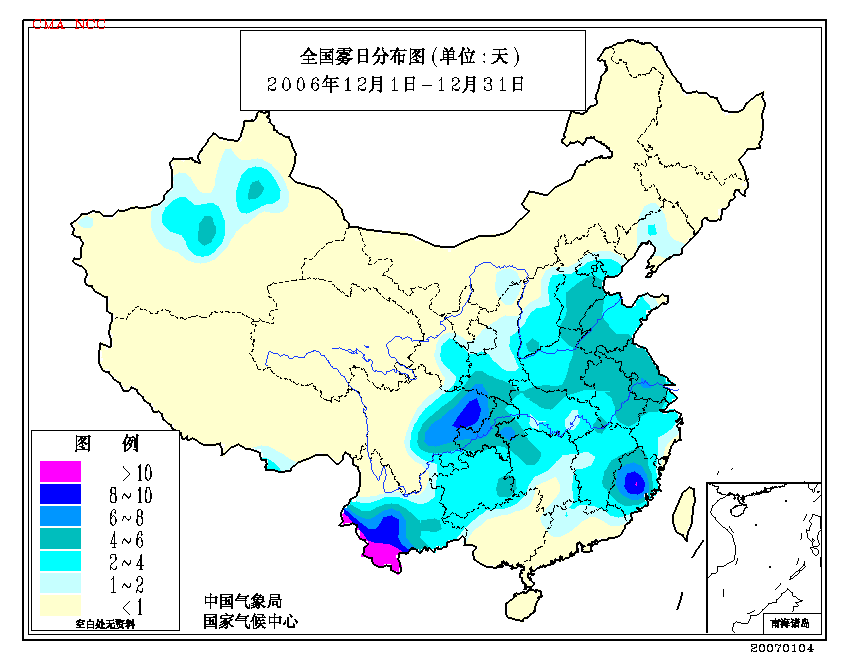 CMA NCC
全国雾日分布图(单位:天)
2006年12月1日-12月31日
图 例
>10
8~10
6~8
4~6
2~4
1~2
<1
空白处无资料
中国气象局
国家气候中心
南海诸岛
20070104